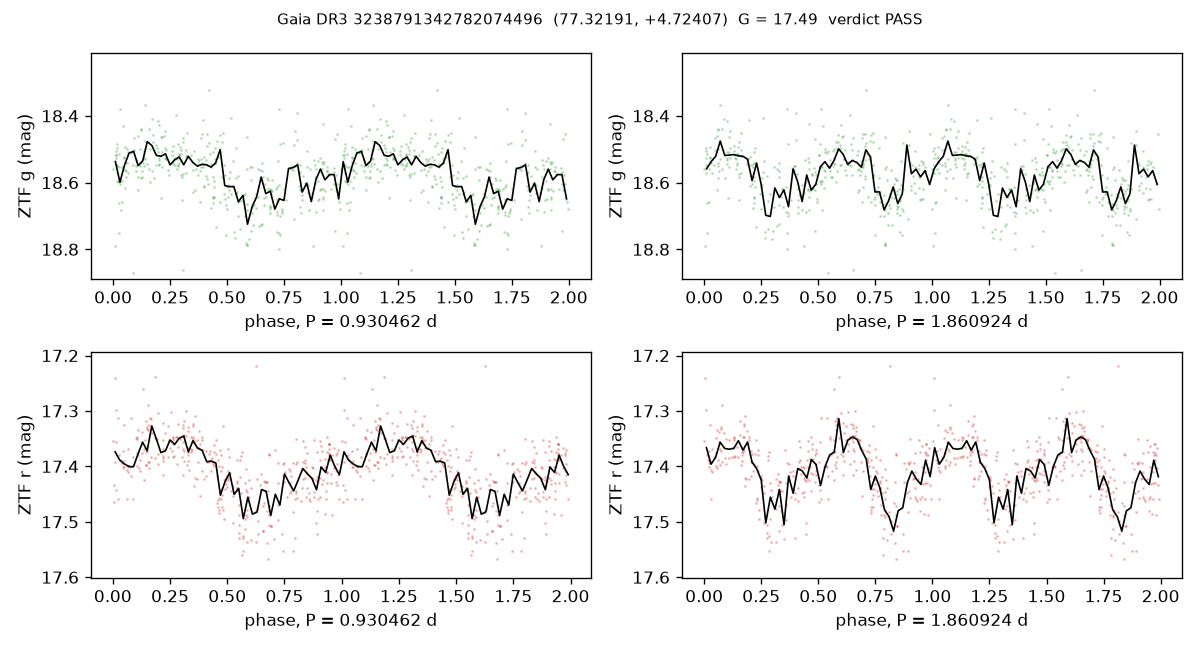 Gaia DR3 3238791342782074496  (77.32191, +4.72407)  G = 17.49  verdict PASS
ZTF g (mag)
18.4
18.6
18.8
0.00 0.25 0.50 0.75 1.00 1.25 1.50 1.75 2.00
phase, P = 0.930462 d
ZTF g (mag)
18.4
18.6
18.8
0.00 0.25 0.50 0.75 1.00 1.25 1.50 1.75 2.00
phase, P = 1.860924 d
ZTF r (mag)
17.2
17.3
17.4
17.5
17.6
0.00 0.25 0.50 0.75 1.00 1.25 1.50 1.75 2.00
phase, P = 0.930462 d
ZTF r (mag)
17.2
17.3
17.4
17.5
17.6
0.00 0.25 0.50 0.75 1.00 1.25 1.50 1.75 2.00
phase, P = 1.860924 d